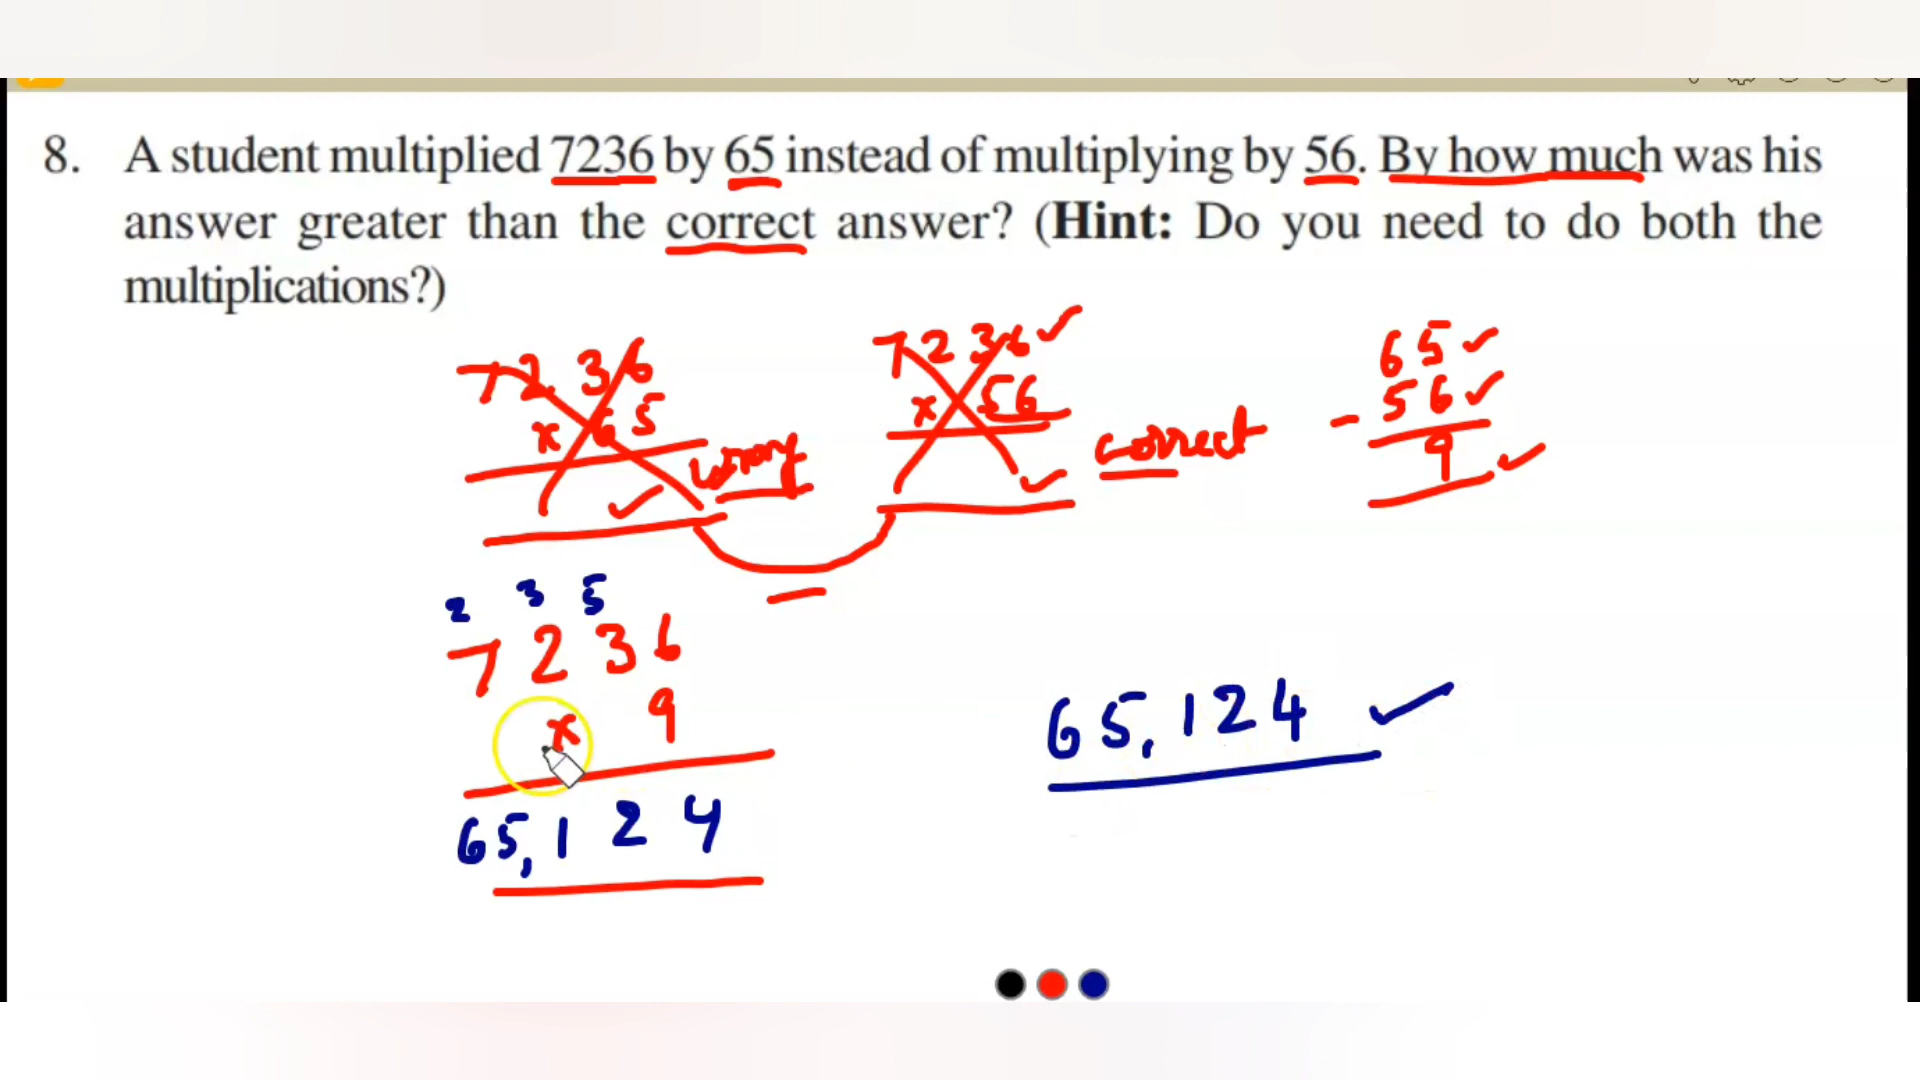 8. A student multiplied 7236 by 65 instead of multiplying by 56. By how much was his
answer greater than the correct answer? (Hint: Do you need to do both the
multiplications?)
7236
x 65
wrong
7236
x 56
correct
65
- 56
9
2 3 5
7236
x 9
65,124
65,124